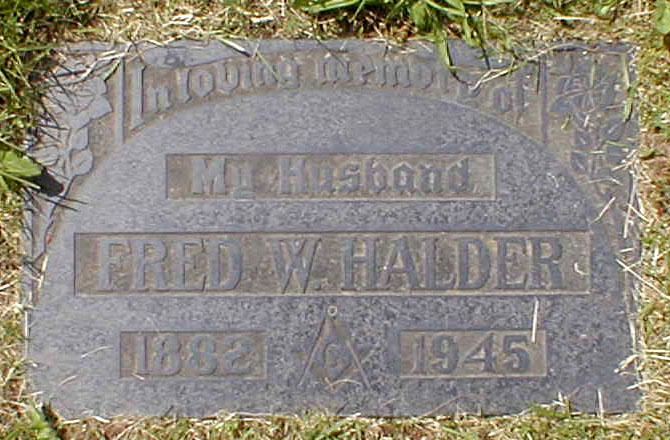 In loving memory of
My Husband
FRED W. HALDER
1882 G 1945